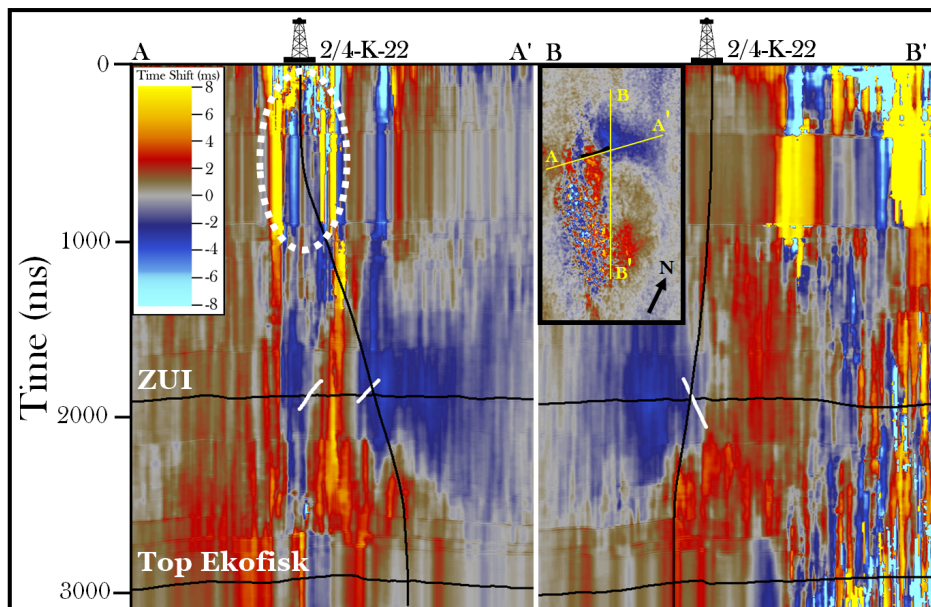 A
2/4-K-22
A'
B
2/4-K-22
B'
0
1000
2000
3000
Time (ms)
Time Shift (ms)
8
6
4
2
0
-2
-4
-6
-8
B
A'
A
B'
N
ZUI
Top Ekofisk